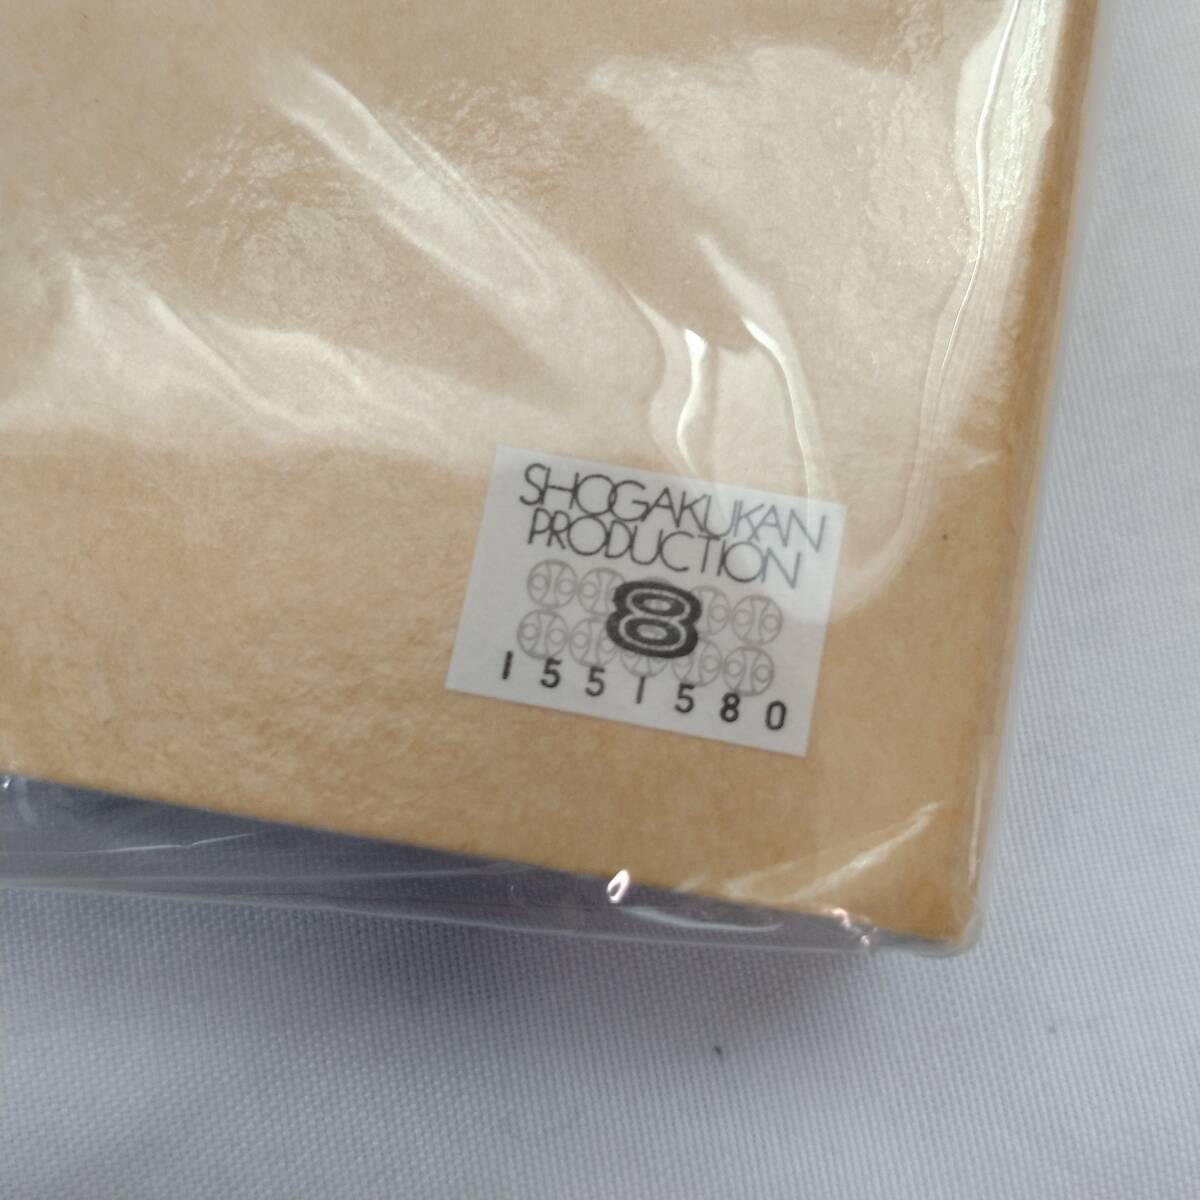 SHOGAKUKAN
PRODUCTION
8
1551580